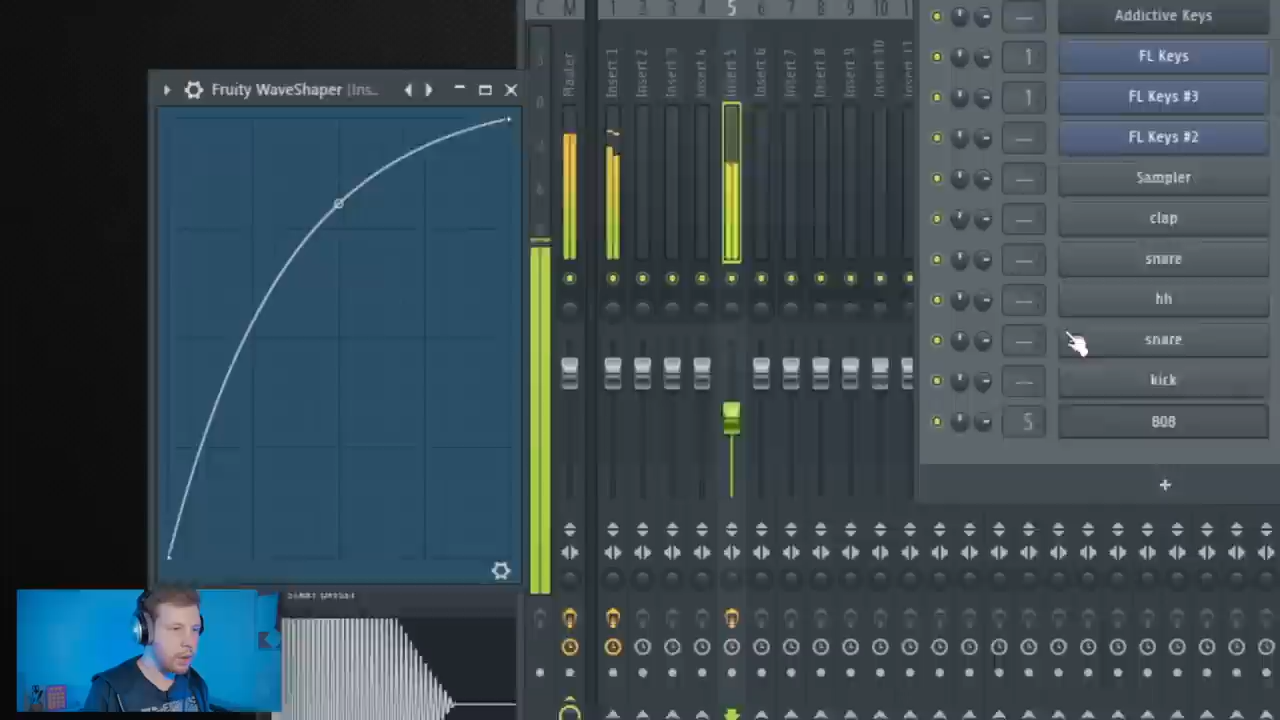 C M 1 2 3 4 5 6 7 8 9 10
Fruity WaveShaper (Ins..
Master Insert 1 Insert 2 Insert 3 Insert 4 Insert 5 Insert 6 Insert 7 Insert 8 Insert 9 Insert 10
Addictive Keys
1 FL Keys
1 FL Keys #3
--- FL Keys #2
--- Sampler
--- clap
--- snare
--- hh
--- snare
--- kick
5 808
+